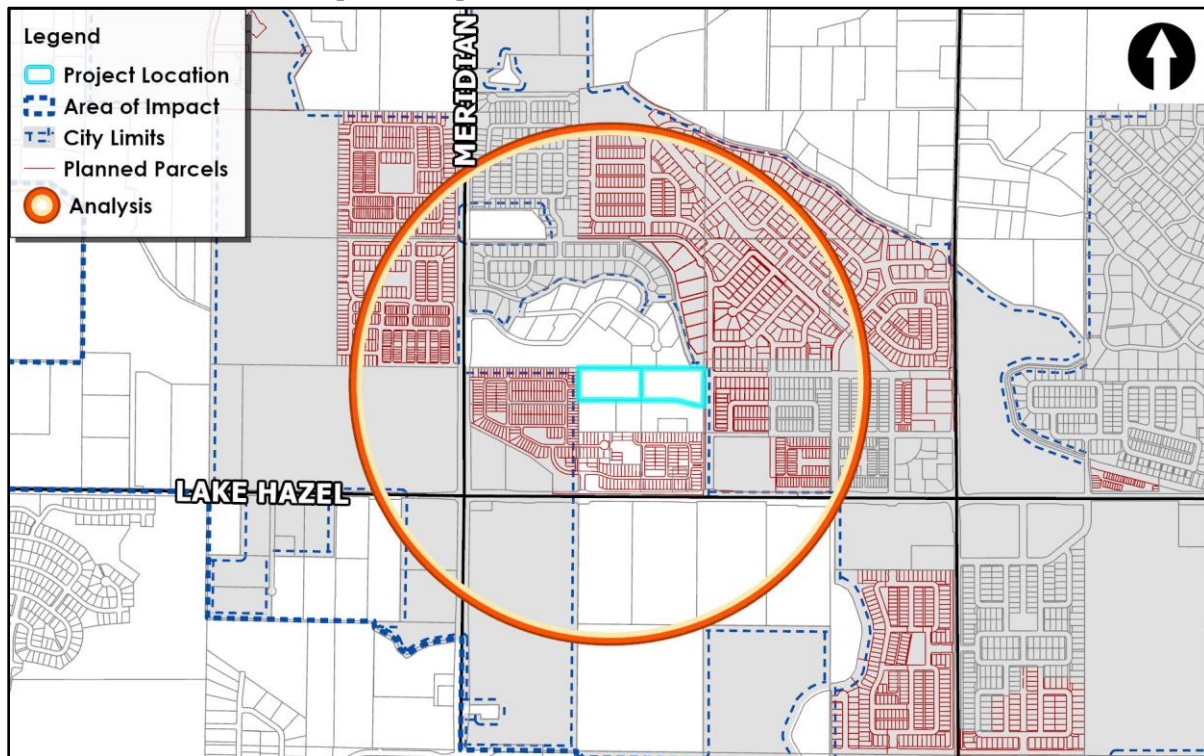 Legend
Project Location
Area of Impact
City Limits
Planned Parcels
Analysis
MERIDIAN
LAKE HAZEL